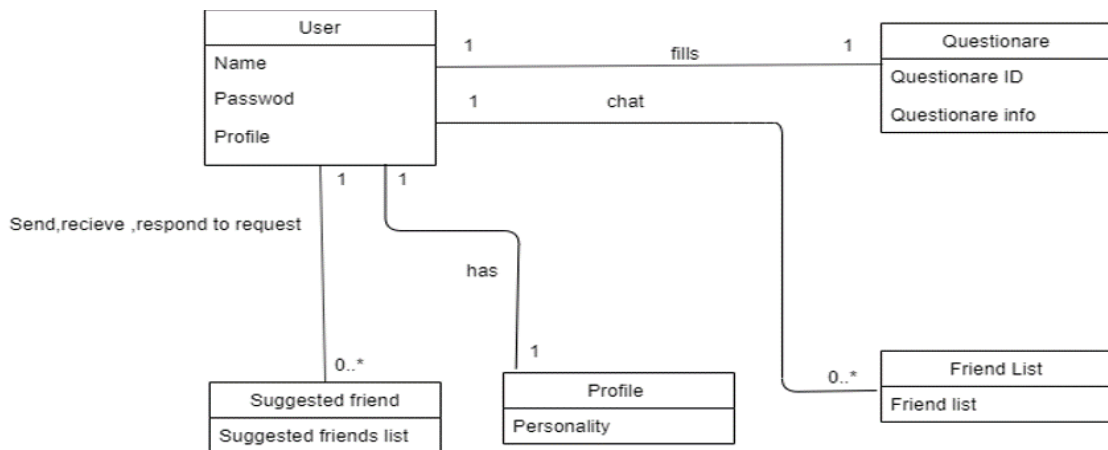 User
Name
Passwod
Profile
1
fills
1
Questionare
Questionare ID
Questionare info
1
chat
1
1
Send,recieve ,respond to request
has
0..*
1
0..*
Suggested friend
Suggested friends list
Profile
Personality
Friend List
Friend list